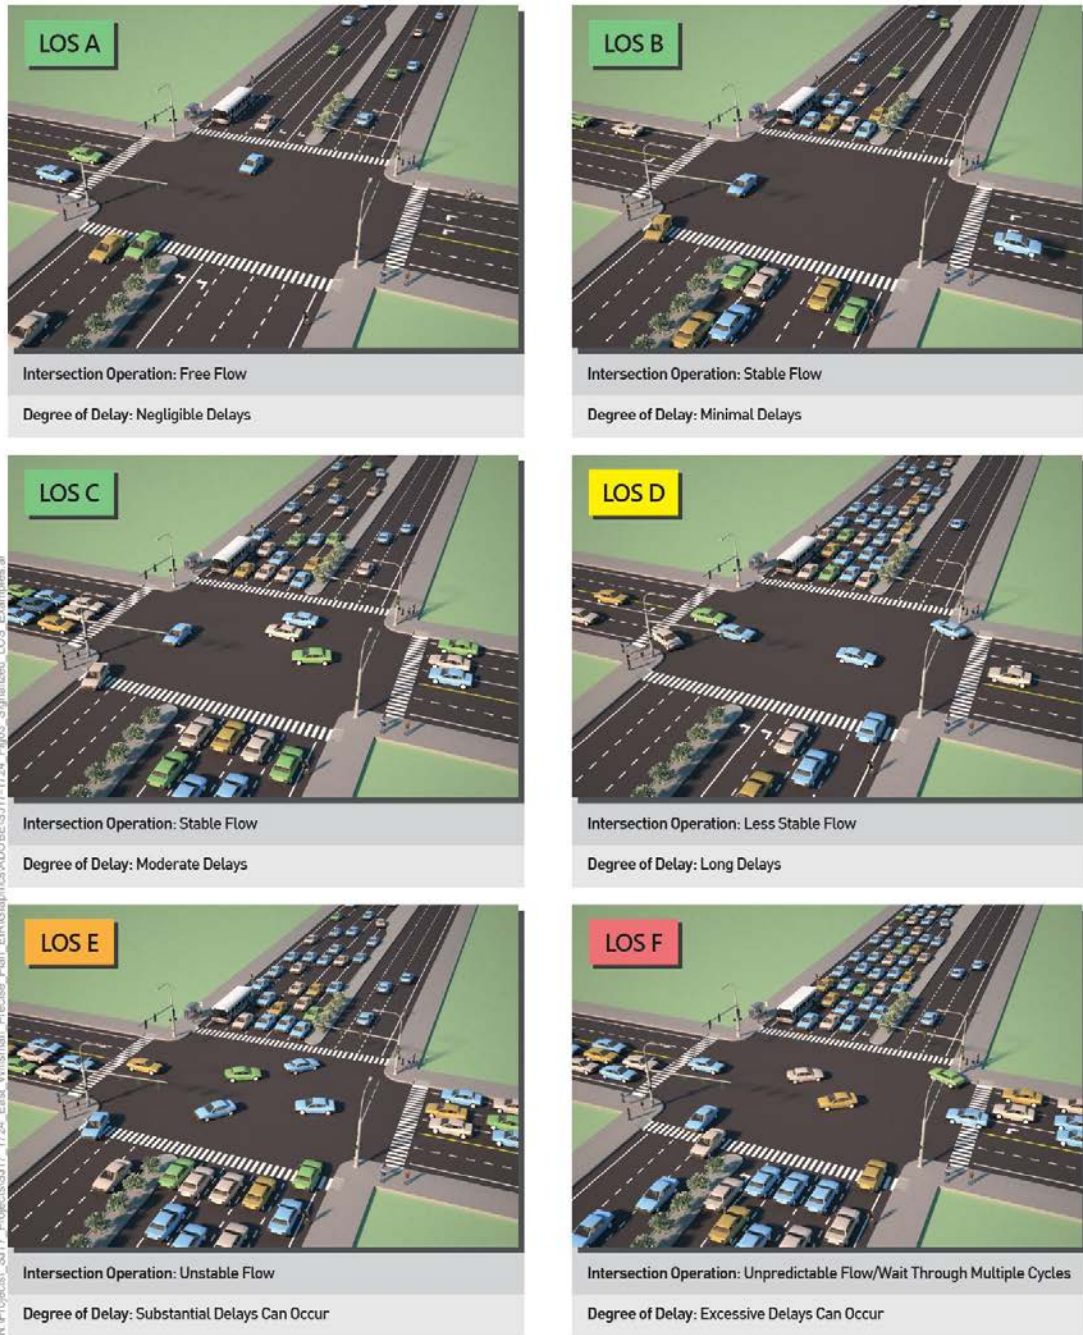 LOS A
LOS B
Intersection Operation: Free Flow
Degree of Delay: Negligible Delays
Intersection Operation: Stable Flow
Degree of Delay: Minimal Delays
LOS C
LOS D
Intersection Operation: Stable Flow
Degree of Delay: Moderate Delays
Intersection Operation: Less Stable Flow
Degree of Delay: Long Delays
LOS E
LOS F
Intersection Operation: Unstable Flow
Degree of Delay: Substantial Delays Can Occur
Intersection Operation: Unpredictable Flow/Wait Through Multiple Cycles
Degree of Delay: Excessive Delays Can Occur